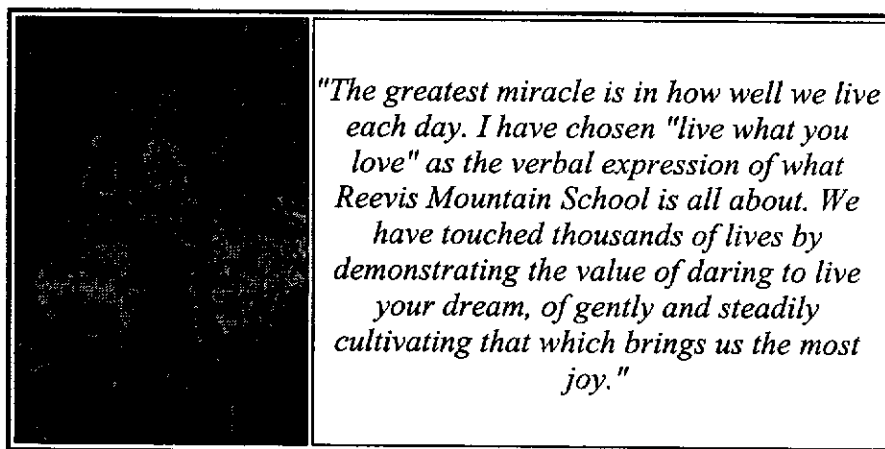 "The greatest miracle is in how well we live
each day. I have chosen "live what you
love" as the verbal expression of what
Reevis Mountain School is all about. We
have touched thousands of lives by
demonstrating the value of daring to live
your dream, of gently and steadily
cultivating that which brings us the most
joy."